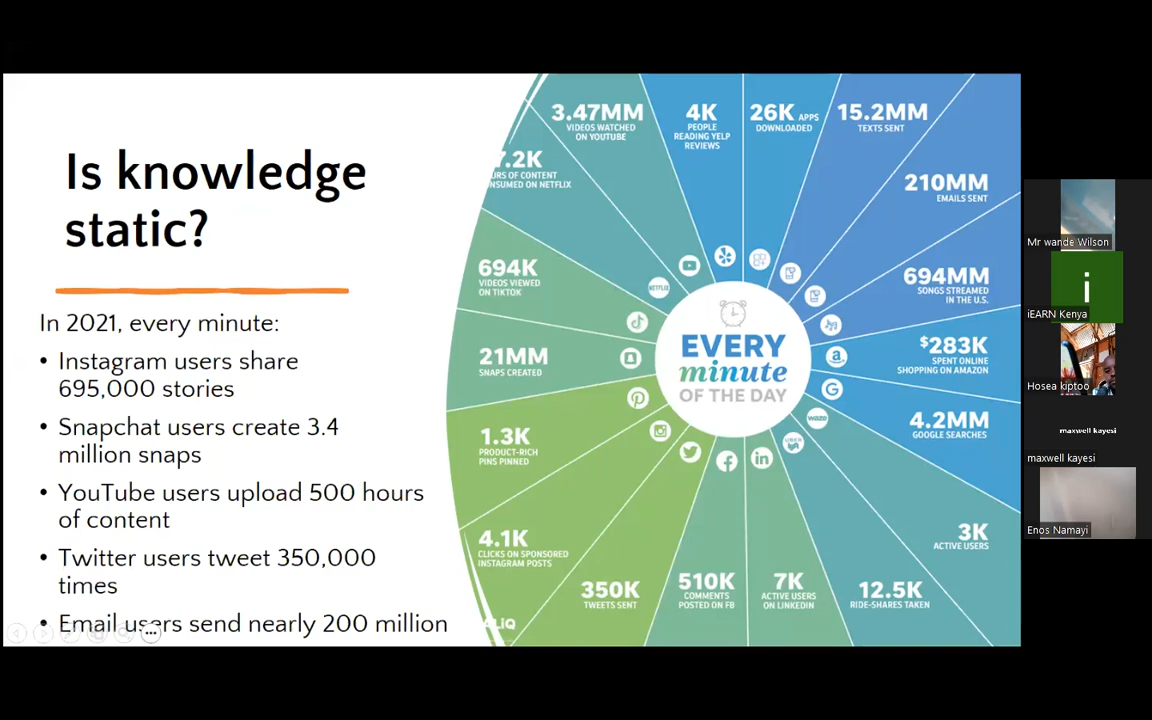 Is knowledge
static?
In 2021, every minute:
• Instagram users share
695,000 stories
• Snapchat users create 3.4
million snaps
• YouTube users upload 500 hours
of content
• Twitter users tweet 350,000
times
• Email users send nearly 200 million
3.47MM
VIDEOS WATCHED
ON YOUTUBE
4K
PEOPLE
READING YELP
REVIEWS
26K APPS
DOWNLOADED
15.2MM
TEXTS SENT
210MM
EMAILS SENT
694MM
SONGS STREAMED
IN THE U.S.
$283K
SPENT ONLINE
SHOPPING ON AMAZON
4.2MM
GOOGLE SEARCHES
3K
ACTIVE USERS
12.5K
RIDE-SHARES TAKEN
7K
ACTIVE USERS
ON LINKEDIN
510K
COMMENTS
POSTED ON FB
350K
TWEETS SENT
4.1K
CLICKS ON SPONSORED
INSTAGRAM POSTS
1.3K
PRODUCT-RICH
PINS PINNED
21MM
SNAPS CREATED
694K
VIDEOS VIEWED
ON TIKTOK
7.2K
URS OF CONTENT
NSUMED ON NETFLIX
NETFLIX
waze
UBER
EVERY
minute
OF THE DAY
LIQ
Mr wande Wilson
i
iEARN Kenya
Hosea kiptoo
maxwell kayesi
maxwell kayesi
Enos Namayi